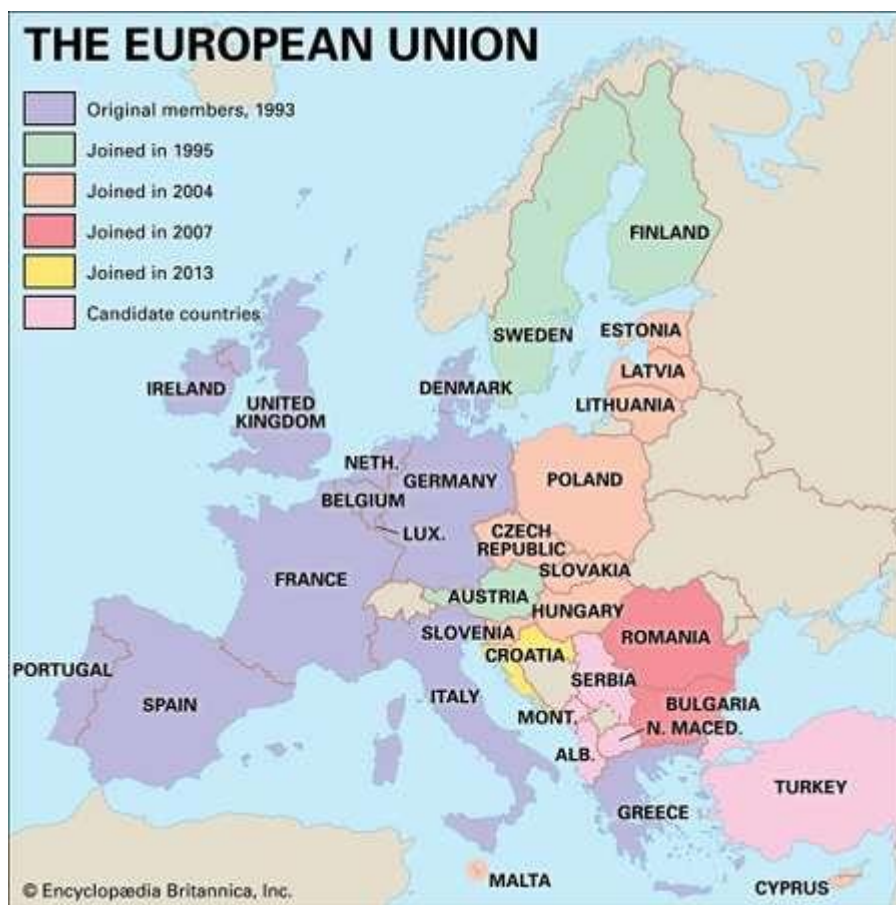 THE EUROPEAN UNION
Original members, 1993
Joined in 1995
Joined in 2004
Joined in 2007
Joined in 2013
Candidate countries
FINLAND
SWEDEN
ESTONIA
LATVIA
LITHUANIA
IRELAND
UNITED
KINGDOM
DENMARK
NETH.
GERMANY
BELGIUM
LUX.
POLAND
CZECH
REPUBLIC
SLOVAKIA
FRANCE
AUSTRIA
HUNGARY
SLOVENIA
CROATIA
ROMANIA
PORTUGAL
SPAIN
ITALY
SERBIA
BULGARIA
MONT.
N. MACED.
ALB.
GREECE
TURKEY
MALTA
CYPRUS
© Encyclopædia Britannica, Inc.